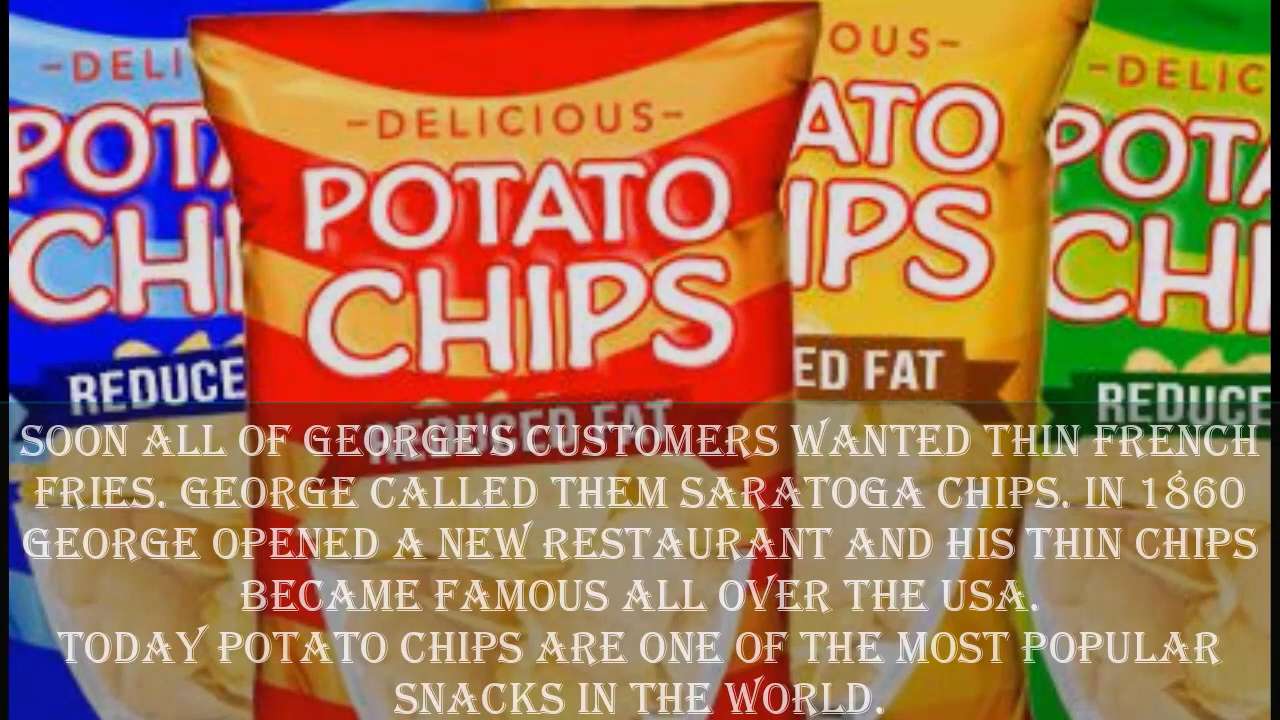 -DELI
POTA
CHI
REDUCE
-DELICIOUS-
POTATO
CHIPS
REDUCED FAT
OUS-
ATO
IPS
ED FAT
-DELIC
POTA
CHI
REDUCE
SOON ALL OF GEORGE'S CUSTOMERS WANTED THIN FRENCH
FRIES. GEORGE CALLED THEM SARATOGA CHIPS. IN 1860
GEORGE OPENED A NEW RESTAURANT AND HIS THIN CHIPS
BECAME FAMOUS ALL OVER THE USA.
TODAY POTATO CHIPS ARE ONE OF THE MOST POPULAR
SNACKS IN THE WORLD.